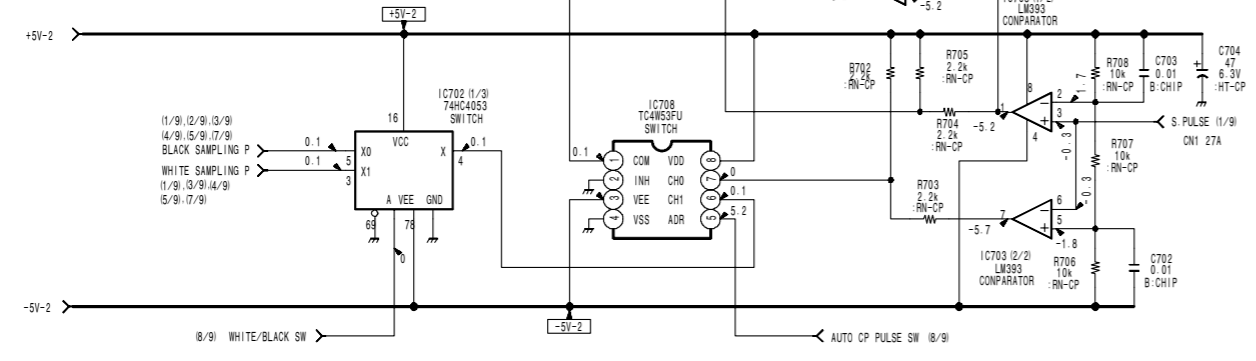 -5.2
LM393
CONPARATOR
+5V-2
+5V-2
R702
2.2k
:RN-CP
R705
2.2k
:RN-CP
R708
10k
:RN-CP
C703
0.01
B:CHIP
C704
47
6.3V
:HT-CP
+
1.7
IC702 (1/3)
74HC4053
SWITCH
IC708
TC4W53FU
SWITCH
(1/9),(2/9),(3/9)
(4/9),(5/9),(7/9)
BLACK SAMPLING P
WHITE SAMPLING P
(1/9),(3/9),(4/9)
(5/9),(7/9)
0.1
0.1
5
3
16
VCC
X0
X1
X
4
0.1
A VEE GND
6 9 7 8
0
0.1
1 COM VDD 8
2 INH CH0 7
3 VEE CH1 6
4 VSS ADR 5
0
0.1
5.2
1
-5.2
8
2
3
4
-0.3
R704
2.2k
:RN-CP
S.PULSE (1/9)
CN1 27A
R707
10k
:RN-CP
-0.3
R703
2.2k
:RN-CP
7
-5.7
6
5
-1.8
IC703 (2/2)
LM393
CONPARATOR
R706
10k
:RN-CP
C702
0.01
B:CHIP
-5V-2
-5V-2
(8/9) WHITE/BLACK SW
AUTO CP PULSE SW (8/9)